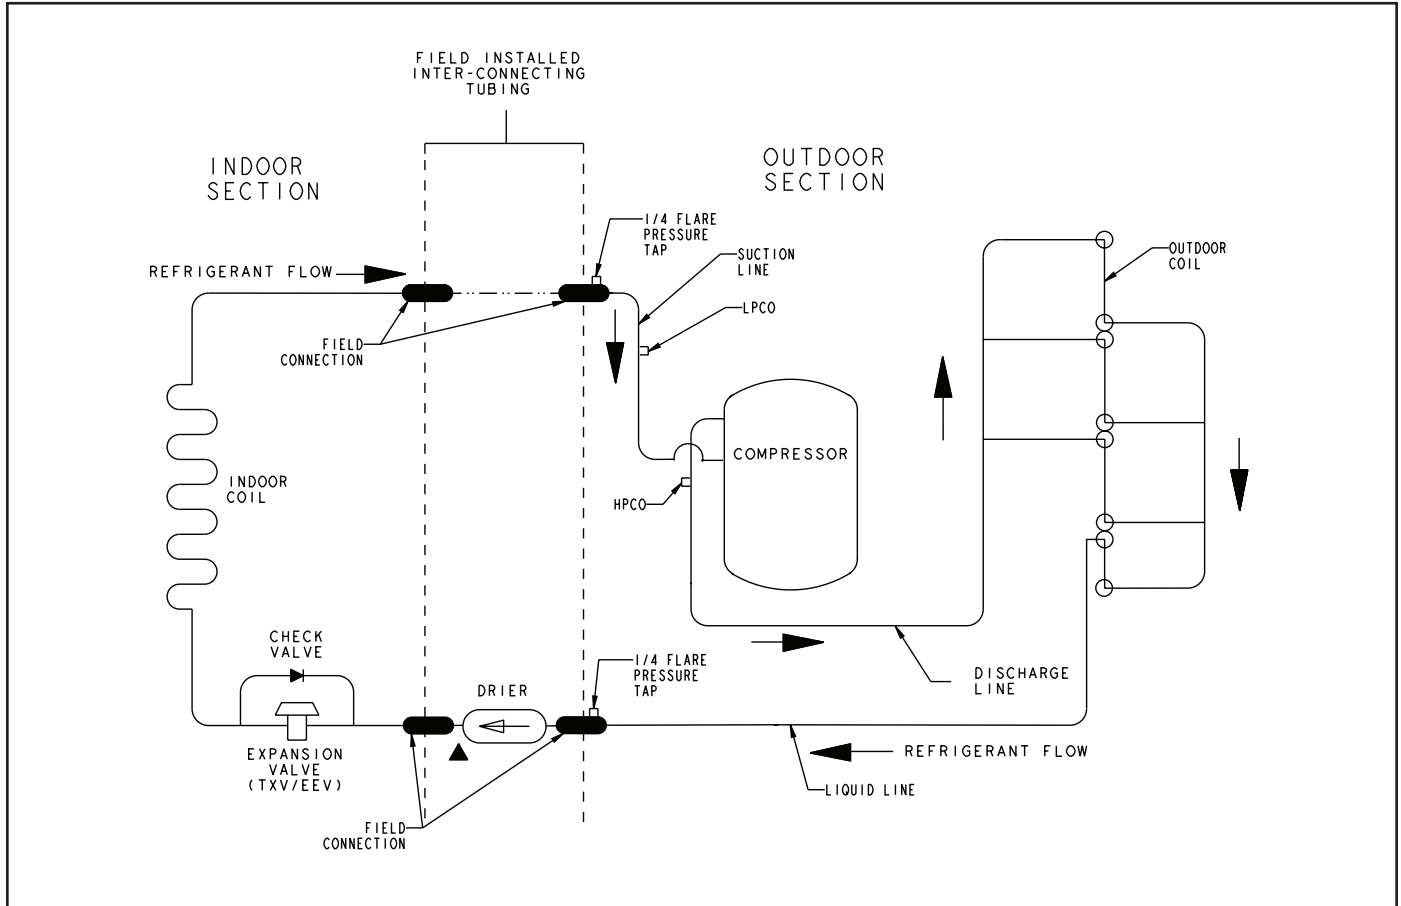 FIELD INSTALLED
INTER-CONNECTING
TUBING
INDOOR
SECTION
OUTDOOR
SECTION
1/4 FLARE
PRESSURE
TAP
SUCTION
LINE
OUTDOOR
COIL
REFRIGERANT FLOW
LPCO
FIELD
CONNECTION
COMPRESSOR
INDOOR
COIL
HPCO
CHECK
VALVE
1/4 FLARE
PRESSURE
TAP
DISCHARGE
LINE
DRIER
EXPANSION
VALVE
(TXV/EEV)
REFRIGERANT FLOW
LIQUID LINE
FIELD
CONNECTION